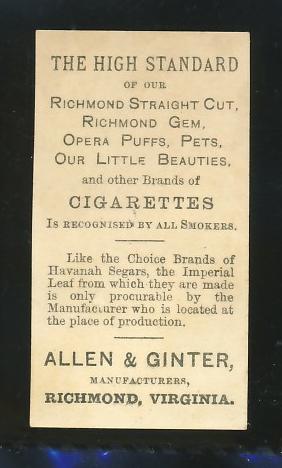 THE HIGH STANDARD
OF OUR
RICHMOND STRAIGHT CUT,
RICHMOND GEM,
OPERA PUFFS, PETS,
OUR LITTLE BEAUTIES,
and other Brands of
CIGARETTES
IS RECOGNISED BY ALL SMOKERS.
Like the Choice Brands of
Havanah Segars, the Imperial
Leaf from which they are made
is only procurable by the
Manufacturer who is located at
the place of production.
ALLEN & GINTER,
MANUFACTURERS,
RICHMOND, VIRGINIA.